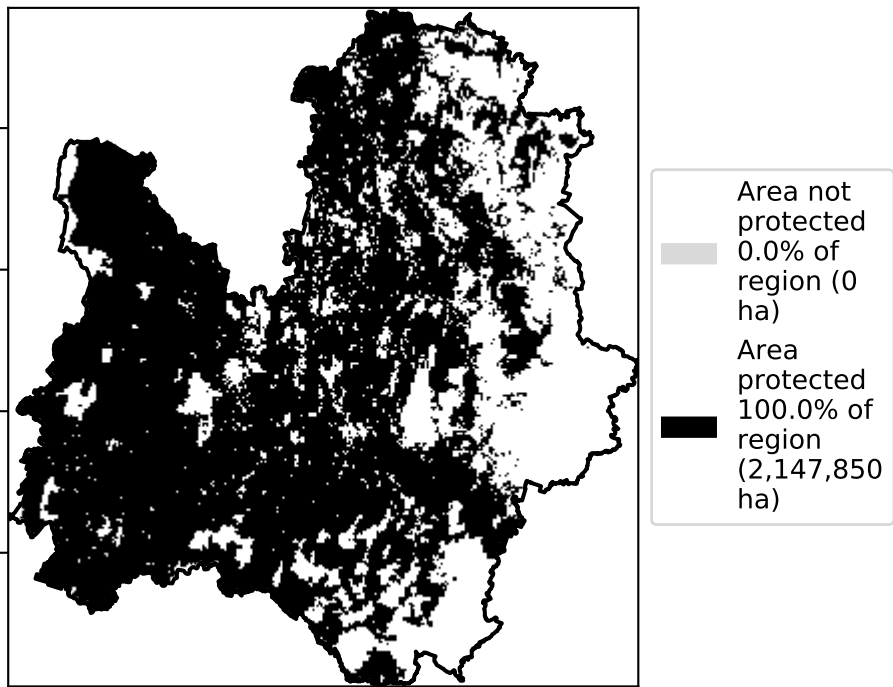 Area not
protected
0.0% of
region (0
ha)
Area
protected
100.0% of
region
(2,147,850
ha)